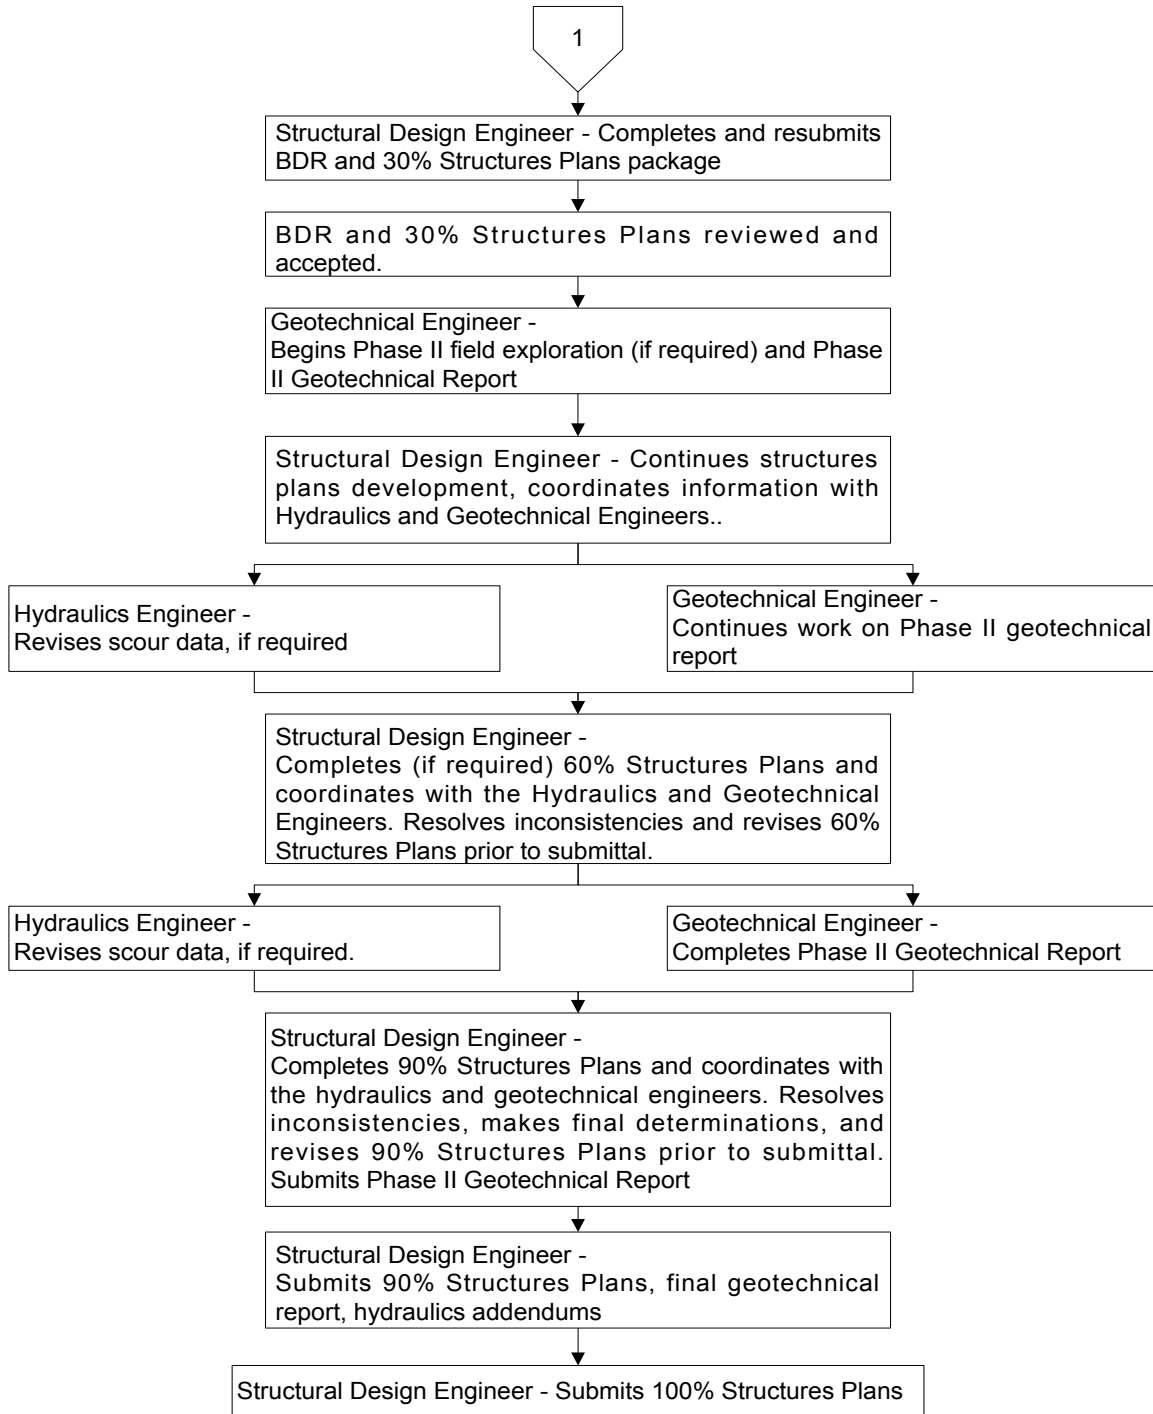 1
Structural Design Engineer - Completes and resubmits
BDR and 30% Structures Plans package
BDR and 30% Structures Plans reviewed and
accepted.
Geotechnical Engineer -
Begins Phase II field exploration (if required) and Phase
II Geotechnical Report
Structural Design Engineer - Continues structures
plans development, coordinates information with
Hydraulics and Geotechnical Engineers..
Hydraulics Engineer -
Revises scour data, if required
Geotechnical Engineer -
Continues work on Phase II geotechnical
report
Structural Design Engineer -
Completes (if required) 60% Structures Plans and
coordinates with the Hydraulics and Geotechnical
Engineers. Resolves inconsistencies and revises 60%
Structures Plans prior to submittal.
Hydraulics Engineer -
Revises scour data, if required.
Geotechnical Engineer -
Completes Phase II Geotechnical Report
Structural Design Engineer -
Completes 90% Structures Plans and coordinates with
the hydraulics and geotechnical engineers. Resolves
inconsistencies, makes final determinations, and
revises 90% Structures Plans prior to submittal.
Submits Phase II Geotechnical Report
Structural Design Engineer -
Submits 90% Structures Plans, final geotechnical
report, hydraulics addendums
Structural Design Engineer - Submits 100% Structures Plans